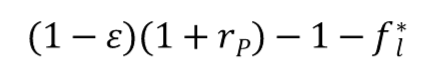 (1 − ε)(1 + r_P) − 1 − f_l^*